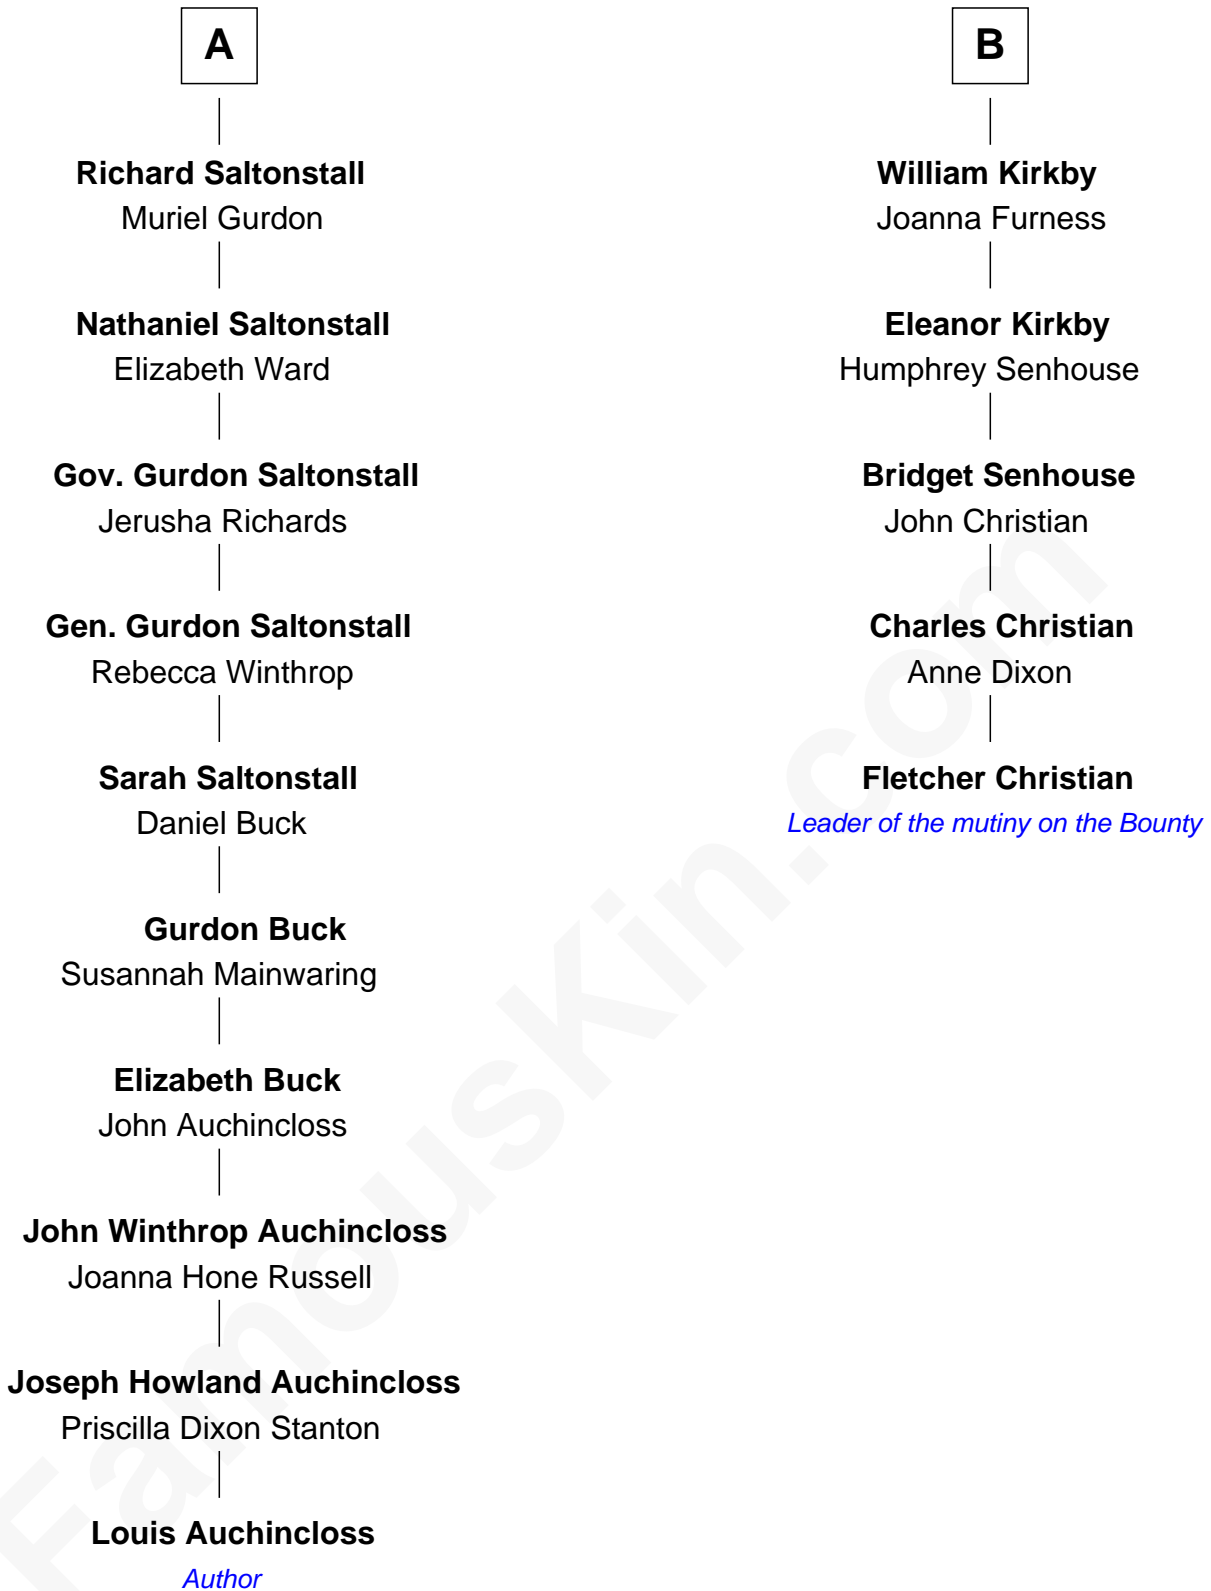 A
Richard Saltonstall
Muriel Gurdon
Nathaniel Saltonstall
Elizabeth Ward
Gov. Gurdon Saltonstall
Jerusha Richards
Gen. Gurdon Saltonstall
Rebecca Winthrop
Sarah Saltonstall
Daniel Buck
Gurdon Buck
Susannah Mainwaring
Elizabeth Buck
John Auchincloss
John Winthrop Auchincloss
Joanna Hone Russell
Joseph Howland Auchincloss
Priscilla Dixon Stanton
Louis Auchincloss
Author
B
William Kirkby
Joanna Furness
Eleanor Kirkby
Humphrey Senhouse
Bridget Senhouse
John Christian
Charles Christian
Anne Dixon
Fletcher Christian
Leader of the mutiny on the Bounty
FamousKin.com